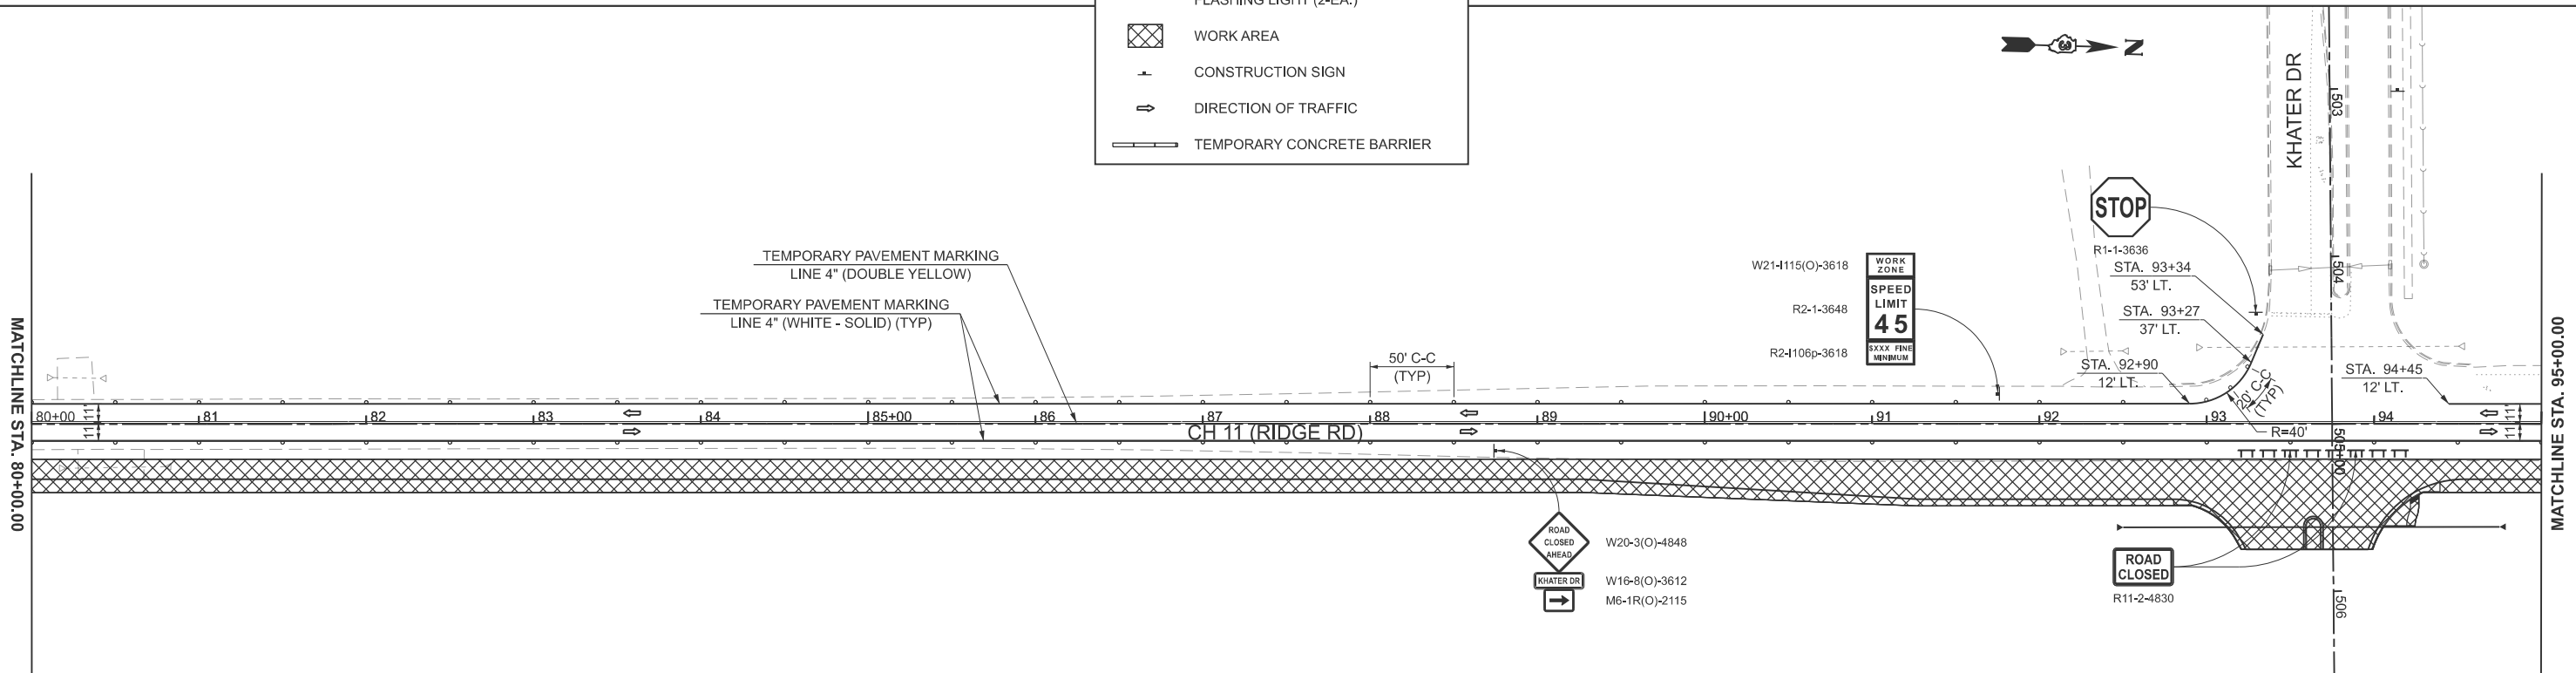 FLASHING LIGHT (2-EA.)
WORK AREA
CONSTRUCTION SIGN
DIRECTION OF TRAFFIC
TEMPORARY CONCRETE BARRIER
3
N
KHATER DR
503
504
505+00
506
MATCHLINE STA. 80+00.00
TEMPORARY PAVEMENT MARKING
LINE 4" (DOUBLE YELLOW)
TEMPORARY PAVEMENT MARKING
LINE 4" (WHITE - SOLID) (TYP)
50' C-C
(TYP)
W21-I115(O)-3618
R2-1-3648
R2-I106p-3618
WORK
ZONE
SPEED
LIMIT
45
$XXX FINE
MINIMUM
STOP
R1-1-3636
STA. 93+34
53' LT.
STA. 93+27
37' LT.
STA. 92+90
12' LT.
20' C-C
(TYP)
R=40'
STA. 94+45
12' LT.
80+00
81
82
83
84
85+00
86
87
88
89
90+00
91
92
93
94
11'
11'
11'
11'
CH 11 (RIDGE RD)
ROAD
CLOSED
AHEAD
W20-3(O)-4848
KHATER DR
W16-8(O)-3612
M6-1R(O)-2115
ROAD
CLOSED
R11-2-4830
MATCHLINE STA. 95+00.00